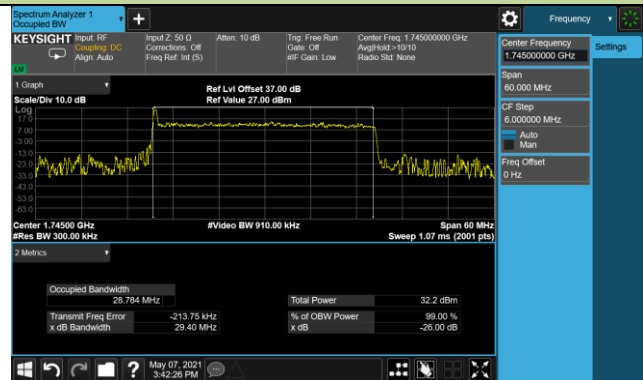 Spectrum Analyzer 1
Occupied BW
Frequency
KEYSIGHT
Input: RF
Coupling: DC
Align: Auto
Input Z: 50 Ω
Corrections: Off
Freq Ref: Int (S)
Atten: 10 dB
Trig: Free Run
Gate: Off
#IF Gain: Low
Center Freq: 1.745000000 GHz
Avg|Hold:>10/10
Radio Std: None
Center Frequency
1.745000000 GHz
Settings
Span
60.000 MHz
CF Step
6.000000 MHz
Auto
Man
Freq Offset
0 Hz
1 Graph
Scale/Div 10.0 dB
Ref Lvl Offset 37.00 dB
Ref Value 27.00 dBm
Log
17.0
7.00
-3.00
-13.0
-23.0
-33.0
-43.0
-53.0
-63.0
Center 1.74500 GHz
#Res BW 300.00 kHz
#Video BW 910.00 kHz
Span 60 MHz
Sweep 1.07 ms (2001 pts)
2 Metrics
Occupied Bandwidth
28.784 MHz
Total Power
32.2 dBm
Transmit Freq Error
-213.75 kHz
% of OBW Power
99.00 %
x dB Bandwidth
29.40 MHz
x dB
-26.00 dB
May 07, 2021
3:42:26 PM